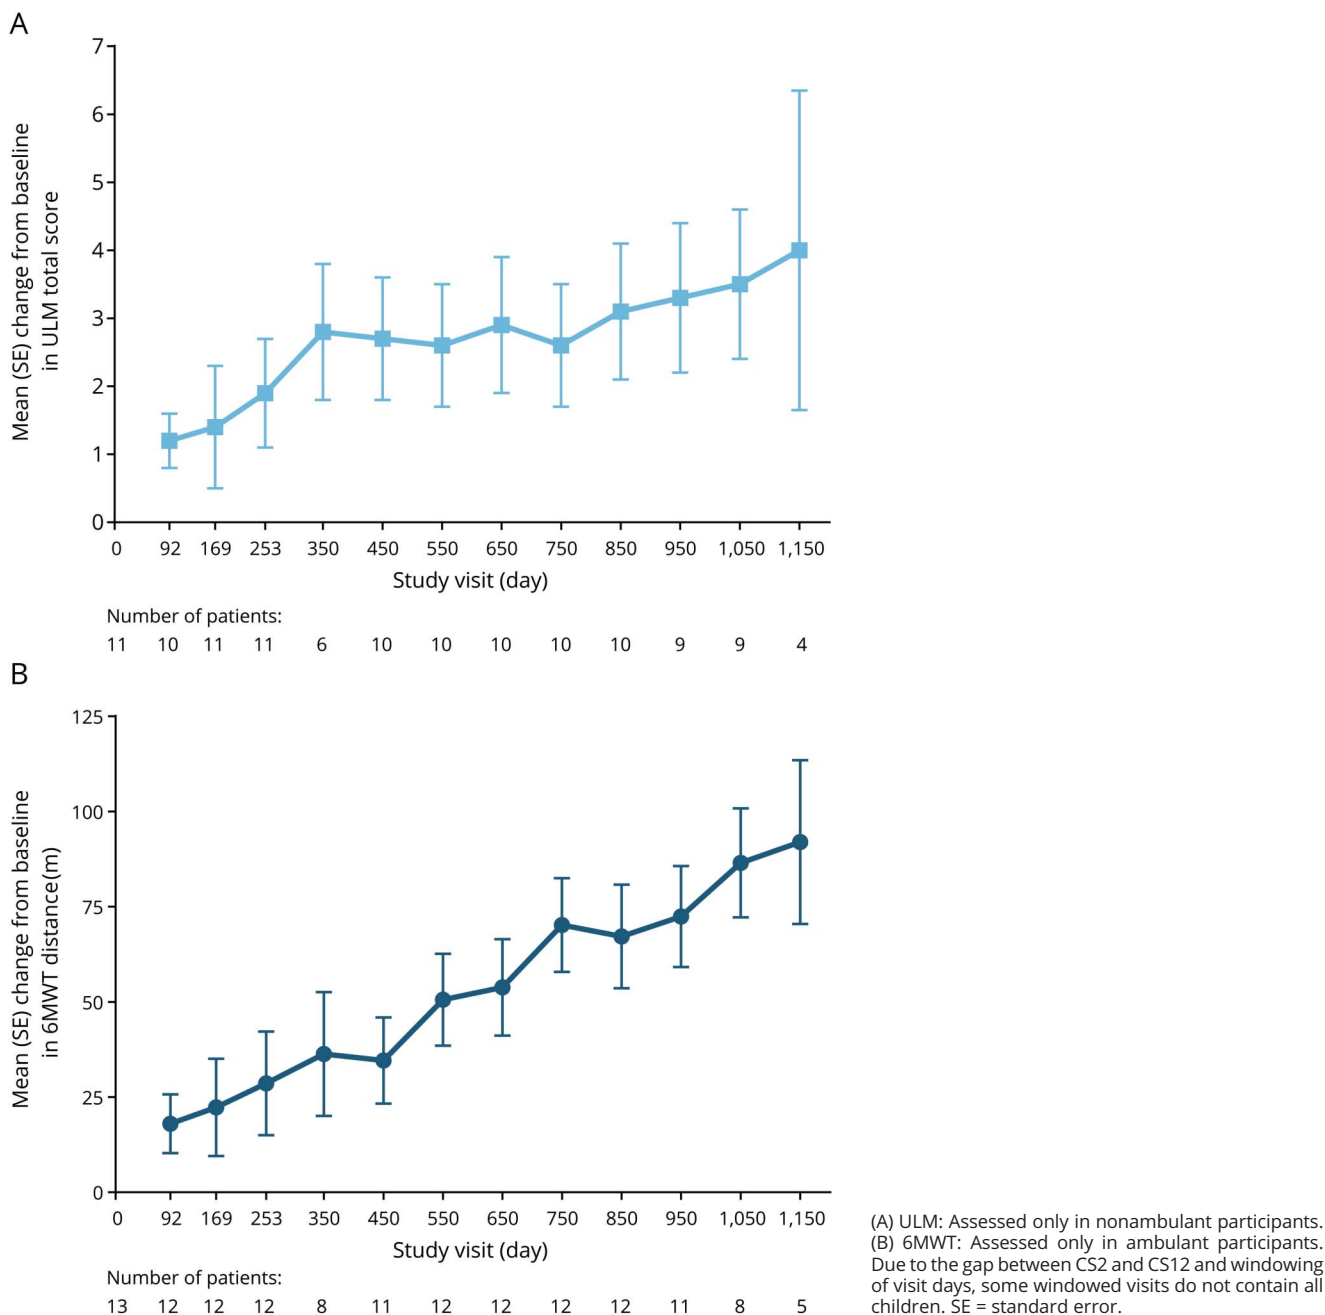 A
Mean (SE) change from baseline
in ULM total score
7
6
5
4
3
2
1
0
0 92 169 253 350 450 550 650 750 850 950 1,050 1,150
Study visit (day)
Number of patients:
11 10 11 11 6 10 10 10 10 10 9 9 4
B
Mean (SE) change from baseline
in 6MWT distance(m)
125
100
75
50
25
0
0 92 169 253 350 450 550 650 750 850 950 1,050 1,150
Study visit (day)
Number of patients:
13 12 12 12 8 11 12 12 12 12 11 8 5
(A) ULM: Assessed only in nonambulant participants.
(B) 6MWT: Assessed only in ambulant participants.
Due to the gap between CS2 and CS12 and windowing
of visit days, some windowed visits do not contain all
children. SE = standard error.